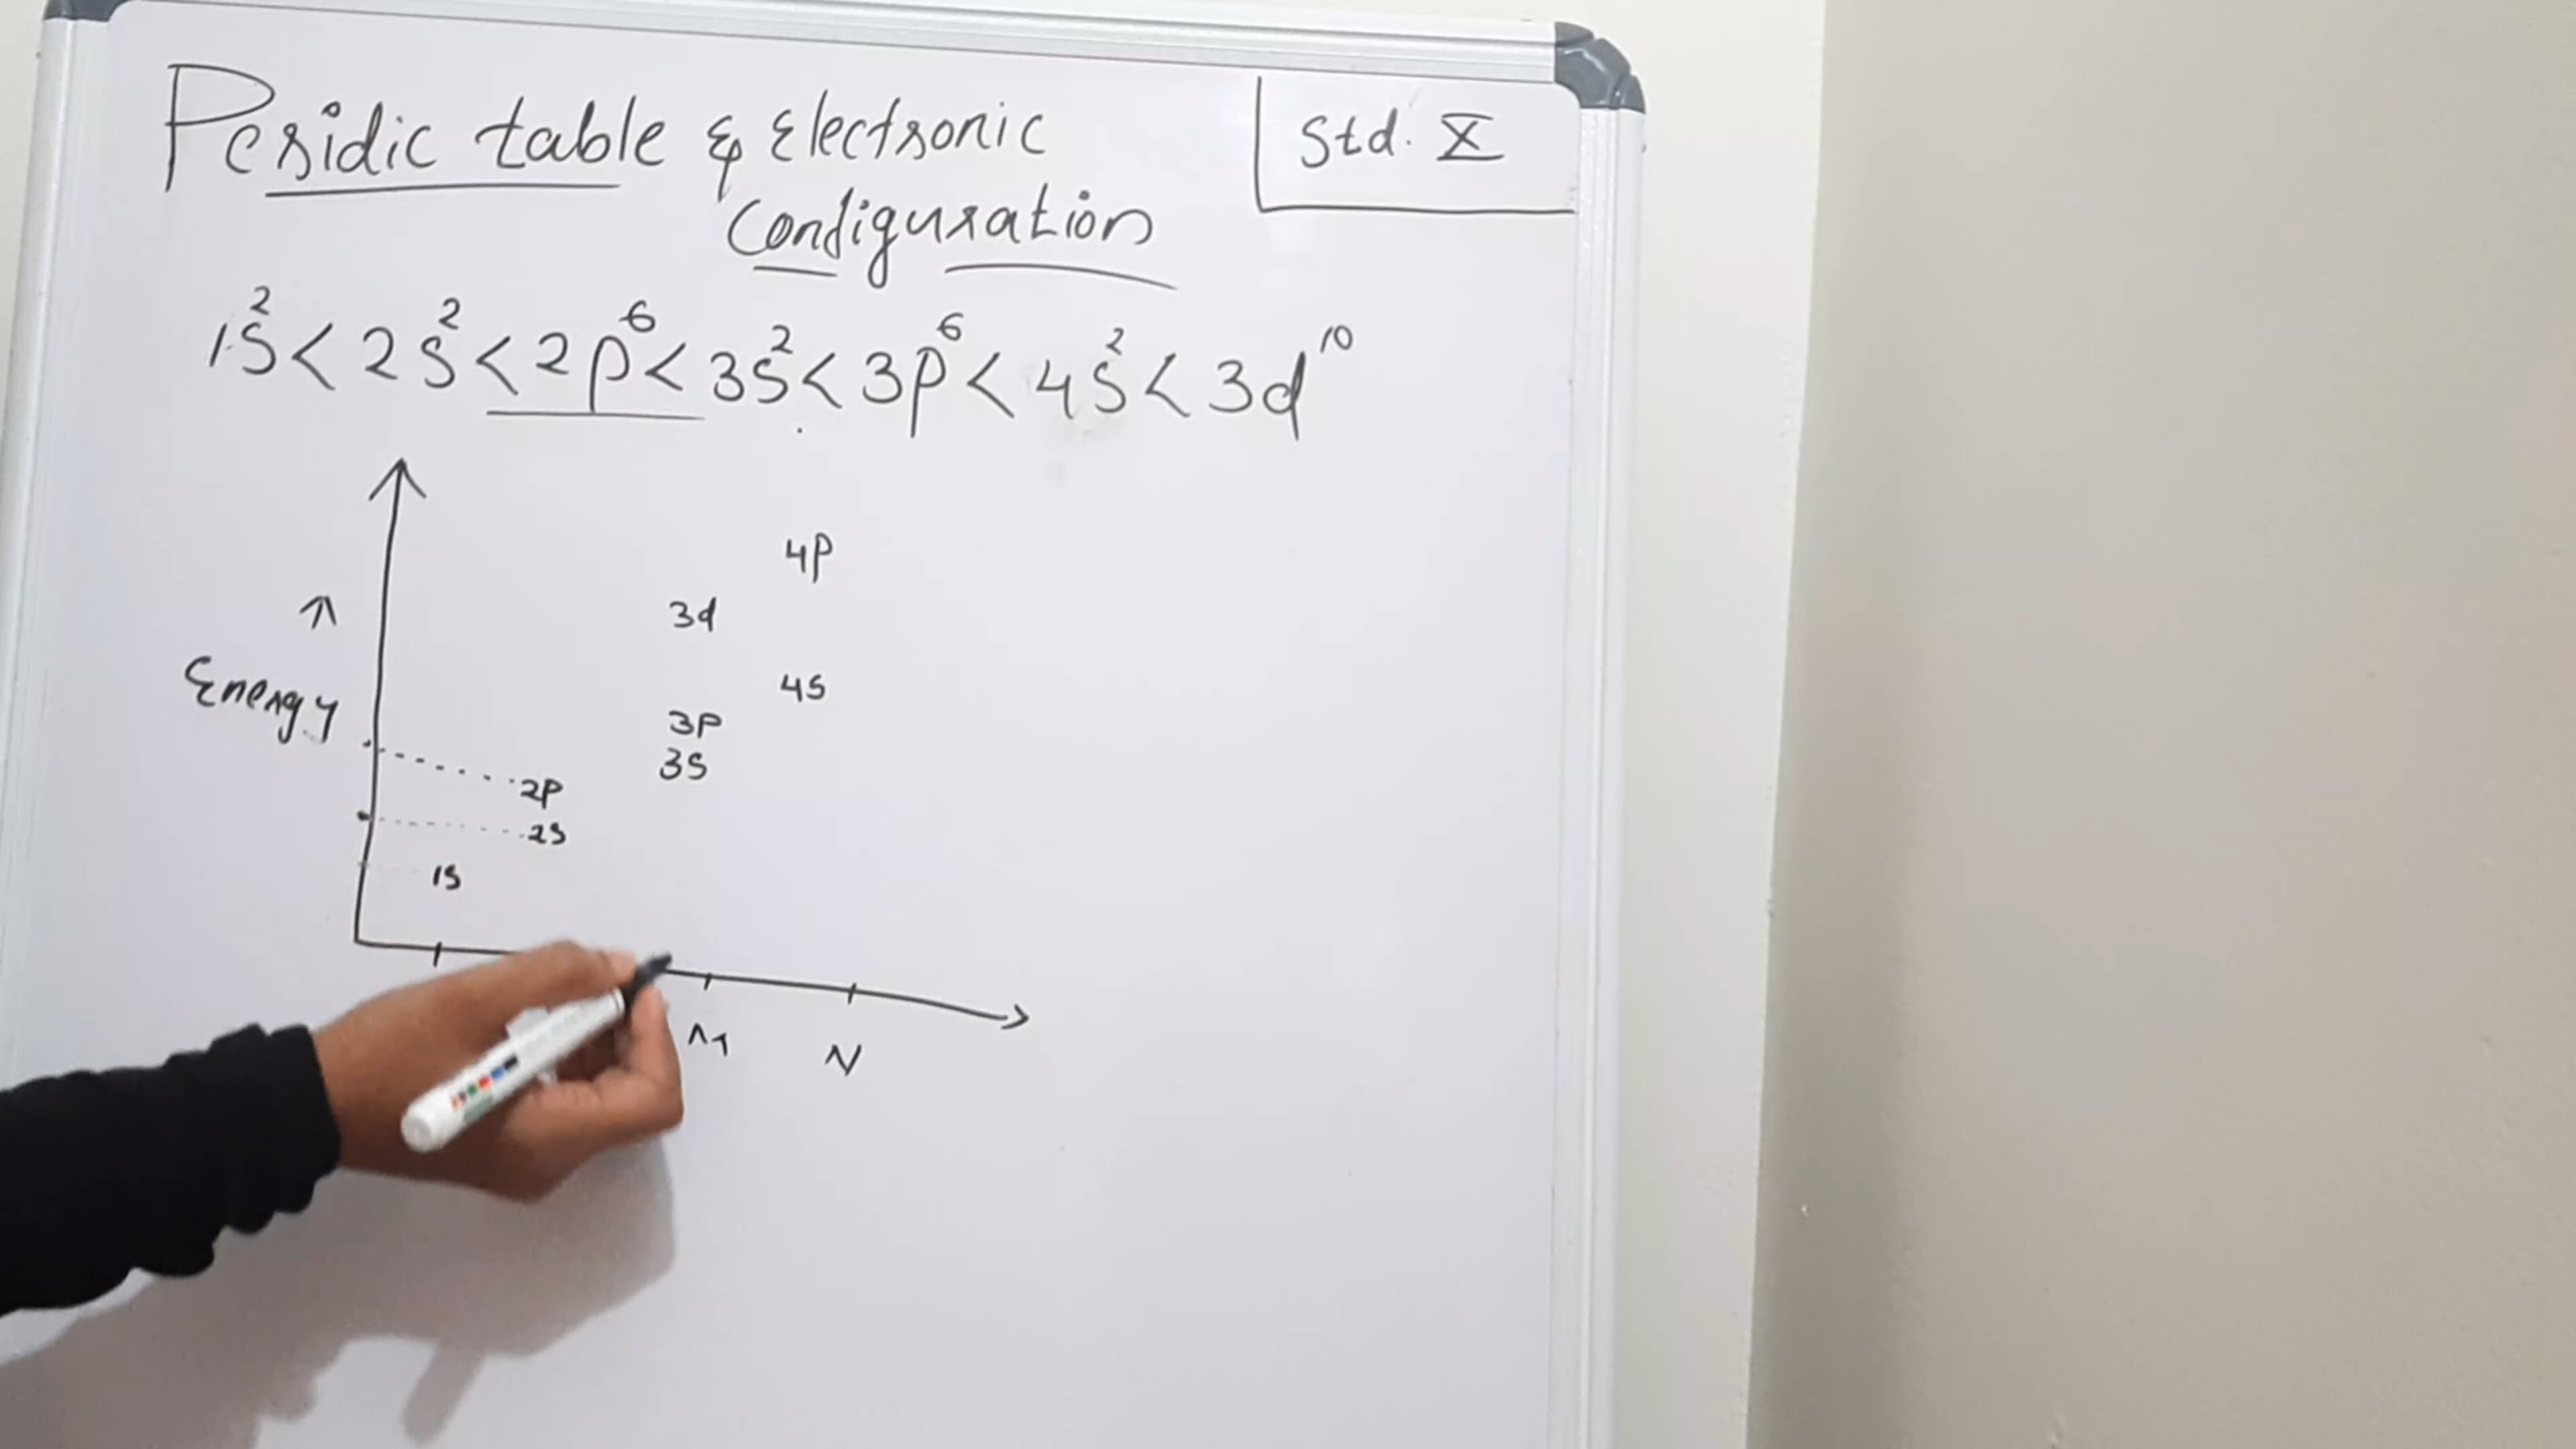 Peridic table & Electronic
Configuration
Std. X
1s² < 2s² < 2p⁶ < 3s² < 3p⁶ < 4s² < 3d¹⁰
4p
3d
4s
3p
3s
Energy
2p
2s
1s
M
N